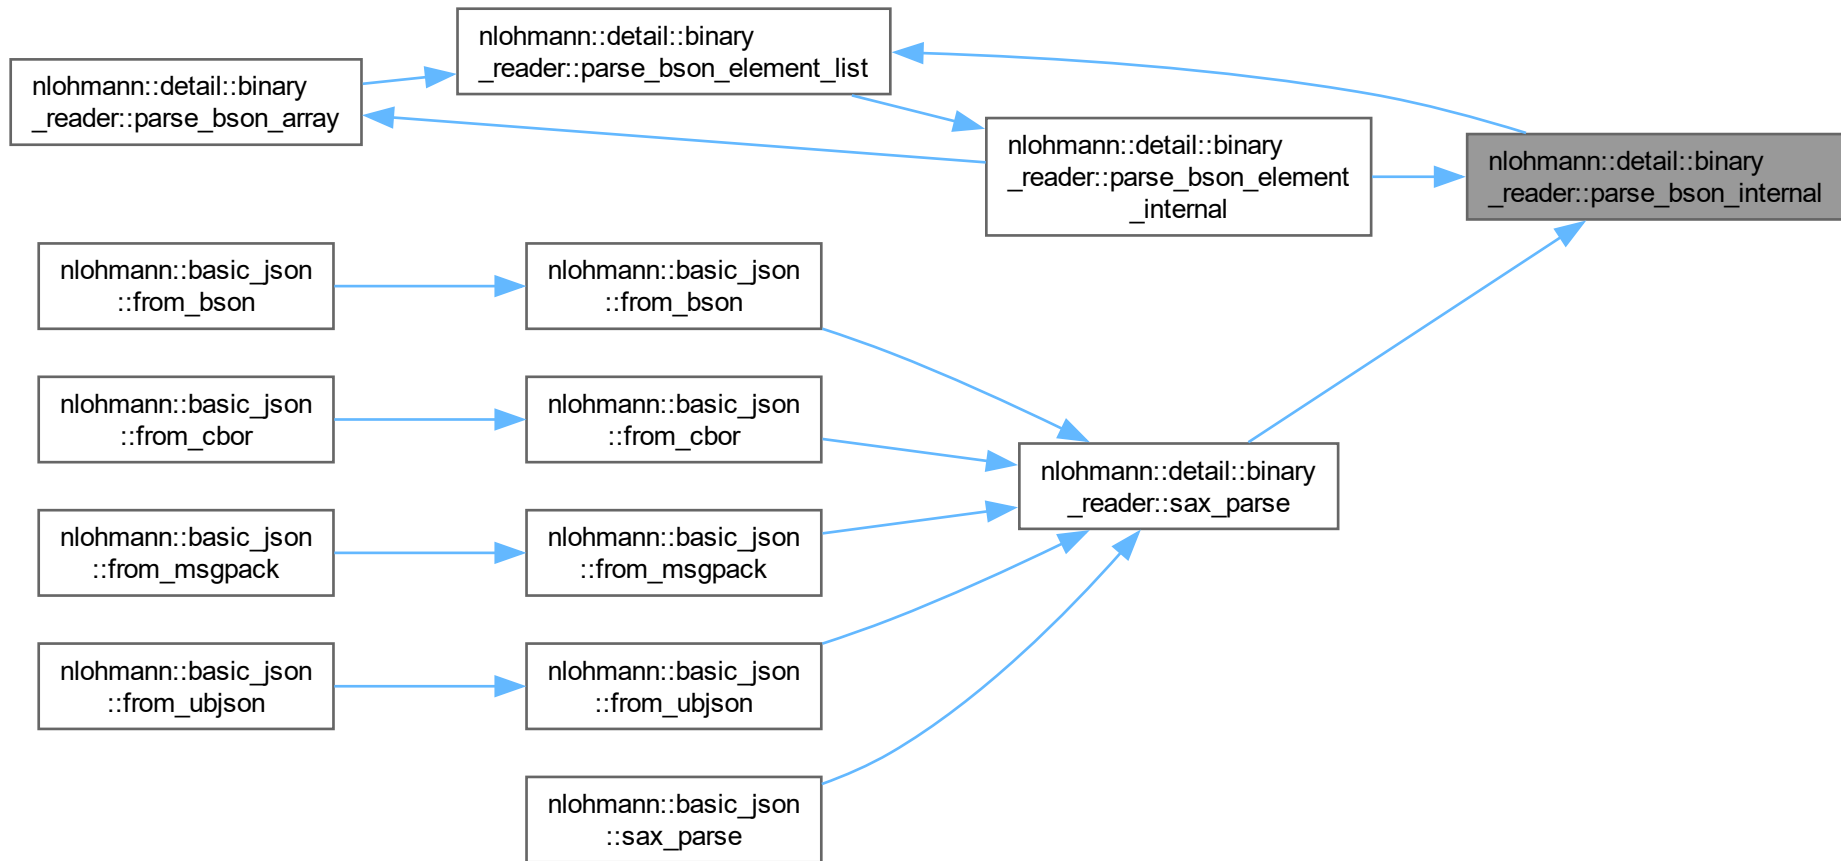 nlohmann::detail::binary
_reader::parse_bson_element_list
nlohmann::detail::binary
_reader::parse_bson_array
nlohmann::detail::binary
_reader::parse_bson_element
_internal
nlohmann::detail::binary
_reader::parse_bson_internal
nlohmann::basic_json
::from_bson
nlohmann::basic_json
::from_bson
nlohmann::basic_json
::from_cbor
nlohmann::basic_json
::from_cbor
nlohmann::detail::binary
_reader::sax_parse
nlohmann::basic_json
::from_msgpack
nlohmann::basic_json
::from_msgpack
nlohmann::basic_json
::from_ubjson
nlohmann::basic_json
::from_ubjson
nlohmann::basic_json
::sax_parse